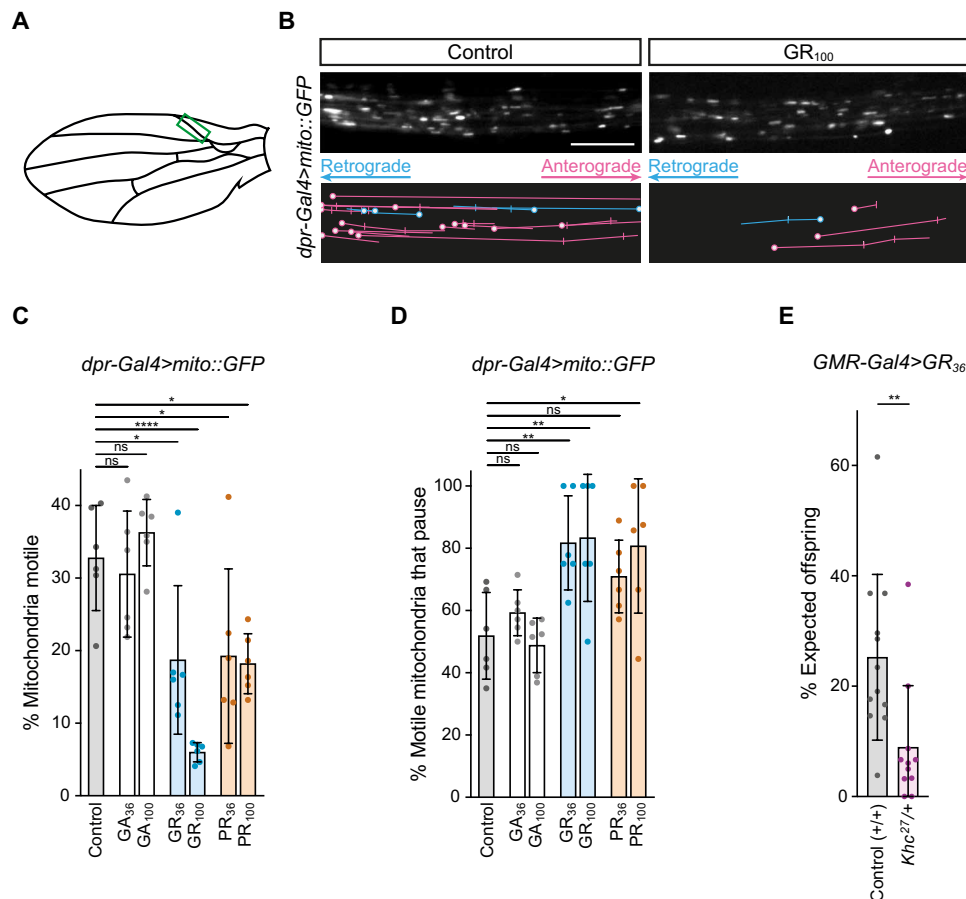 A
B
Control
GR100
dpr-Gal4>mito::GFP
Retrograde
Anterograde
Retrograde
Anterograde
C
dpr-Gal4>mito::GFP
*
*
****
*
ns
ns
% Mitochondria motile
40
30
20
10
0
Control
GA36
GA100
GR36
GR100
PR36
PR100
D
dpr-Gal4>mito::GFP
*
ns
**
**
ns
ns
% Motile mitochondria that pause
100
80
60
40
20
0
Control
GA36
GA100
GR36
GR100
PR36
PR100
E
GMR-Gal4>GR36
**
% Expected offspring
80
60
40
20
0
Control (+/+)
Khc27/+